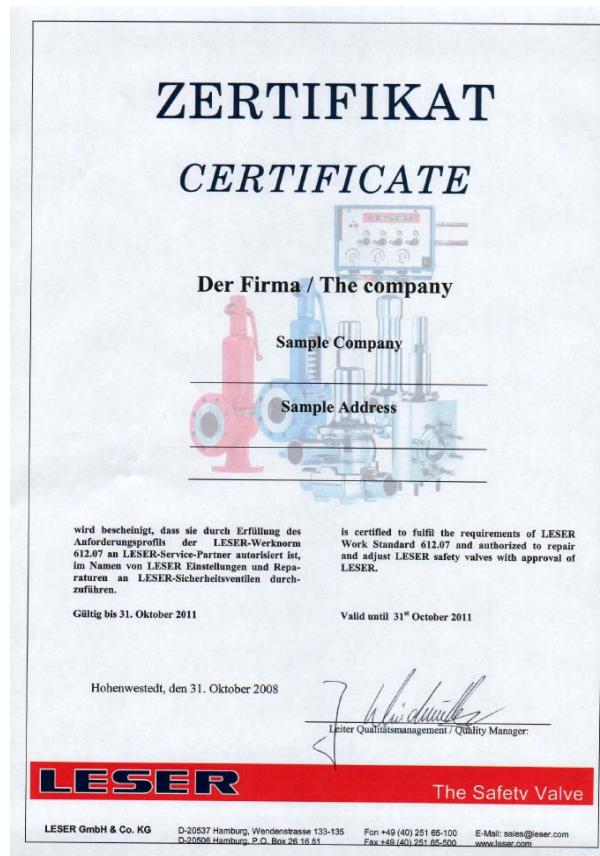 ZERTIFIKAT
CERTIFICATE
LESER
Der Firma / The company
Sample Company
Sample Address
wird bescheinigt, dass sie durch Erfüllung des
Anforderungsprofils der LESER-Werknorm
612.07 an LESER-Service-Partner autorisiert ist,
im Namen von LESER Einstellungen und Repa-
raturen an LESER-Sicherheitsventilen durch-
zuführen.
Gültig bis 31. Oktober 2011
is certified to fulfil the requirements of LESER
Work Standard 612.07 and authorized to repair
and adjust LESER safety valves with approval of
LESER.
Valid until 31st October 2011
Hohenwestedt, den 31. Oktober 2008
Leiter Qualitätsmanagement / Quality Manager:
LESER
The Safety Valve
LESER GmbH & Co. KG
D-20537 Hamburg, Wendenstrasse 133-135
D-20506 Hamburg, P.O. Box 26 16 51
Fon +49 (40) 251 65-100
Fax +49 (40) 251 65-500
E-Mail: sales@leser.com
www.leser.com